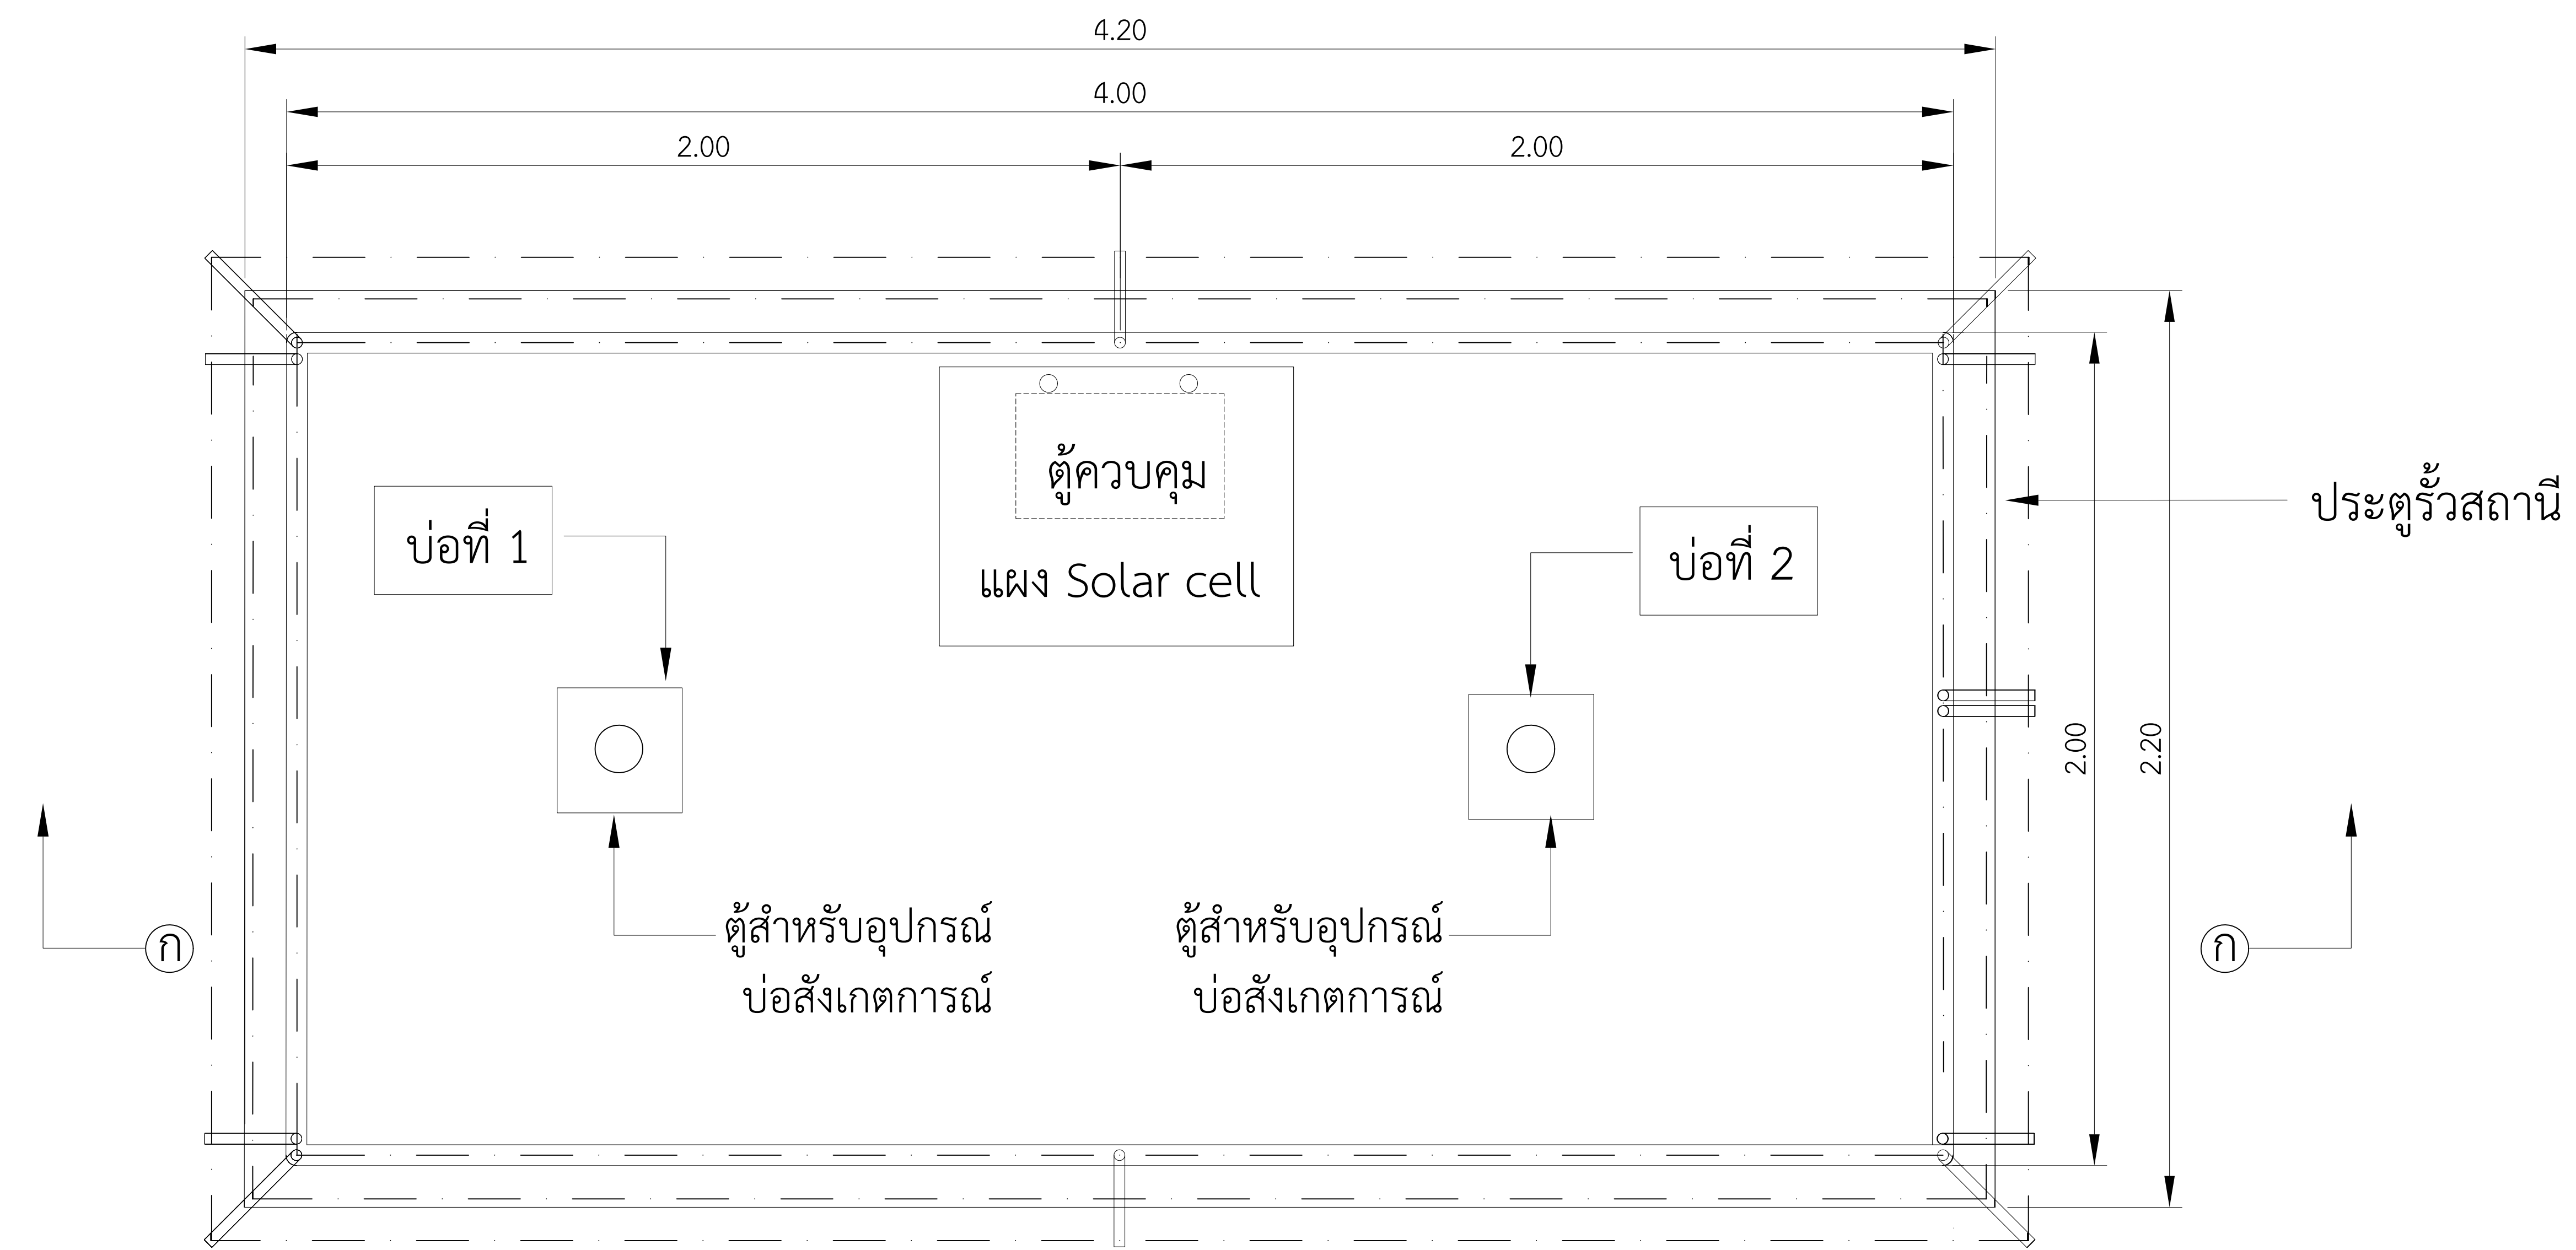 4.20
4.00
2.00
2.00
ตู้ควบคุม
แผง Solar cell
บ่อที่ 1
บ่อที่ 2
ประตูรั้วสถานี
2.00
2.20
ตู้สำหรับอุปกรณ์
บ่อสังเกตการณ์
ตู้สำหรับอุปกรณ์
บ่อสังเกตการณ์
ก
ก